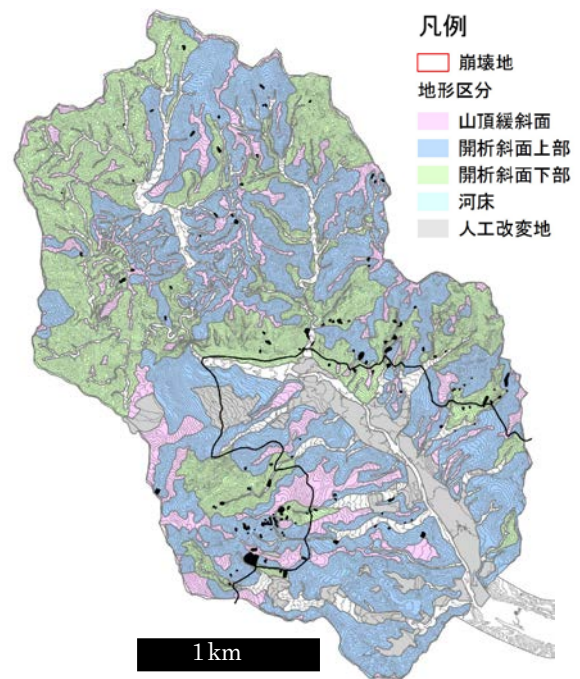 凡例
崩壊地
地形区分
山頂緩斜面
開析斜面上部
開析斜面下部
河床
人工改変地
1km